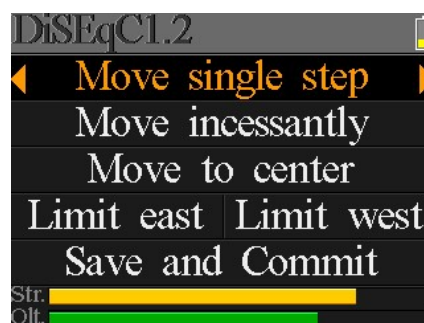 DiSEqC1.2
Move single step
Move incessantly
Move to center
Limit east Limit west
Save and Commit
Str.
Qlt.